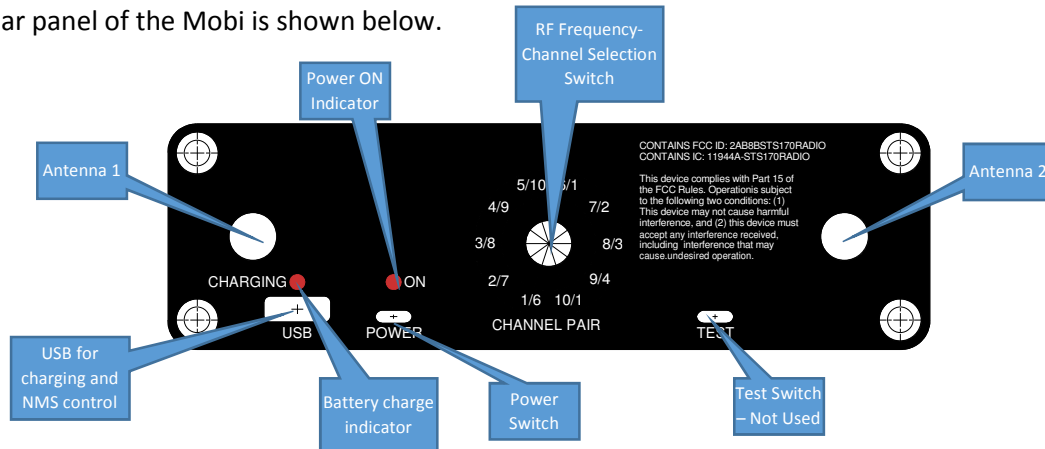 ar panel of the Mobi is shown below.
RF Frequency-
Channel Selection
Switch
Power ON
Indicator
Antenna 1
Antenna 2
CONTAINS FCC ID: 2AB8BSTS170RADIO
CONTAINS IC: 11944A-STS170RADIO
This device complies with Part 15 of
the FCC Rules. Operationis subject
to the following two conditions: (1)
This device may not cause harmful
interference, and (2) this device must
accept any interference received,
including interference that may
cause.undesired operation.
5/10
/1
4/9
7/2
3/8
8/3
2/7
9/4
1/6
10/1
CHANNEL PAIR
CHARGING
ON
USB
POWER
TEST
USB for
charging and
NMS control
Battery charge
indicator
Power
Switch
Test Switch
– Not Used